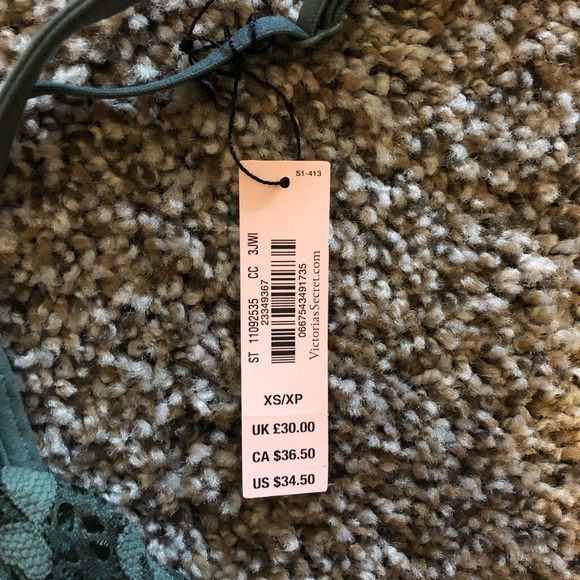 S1-413
ST 11092535 CC 3JWI
23349367
0667543491735
VictoriasSecret.com
XS/XP
UK £30.00
CA $36.50
US $34.50